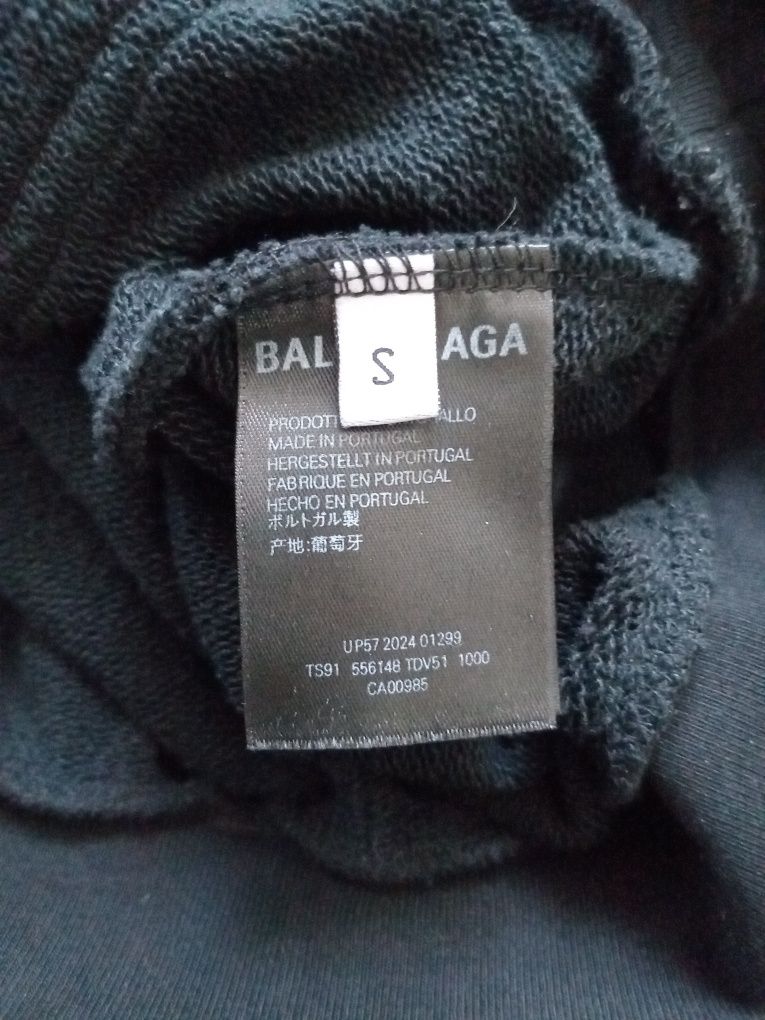 BAL AGA
S
PRODOTT ALLO
MADE IN PORTUGAL
HERGESTELLT IN PORTUGAL
FABRIQUE EN PORTUGAL
HECHO EN PORTUGAL
ポルトガル製
产地:葡萄牙
UP57 2024 01299
TS91 556148 TDV51 1000
CA00985